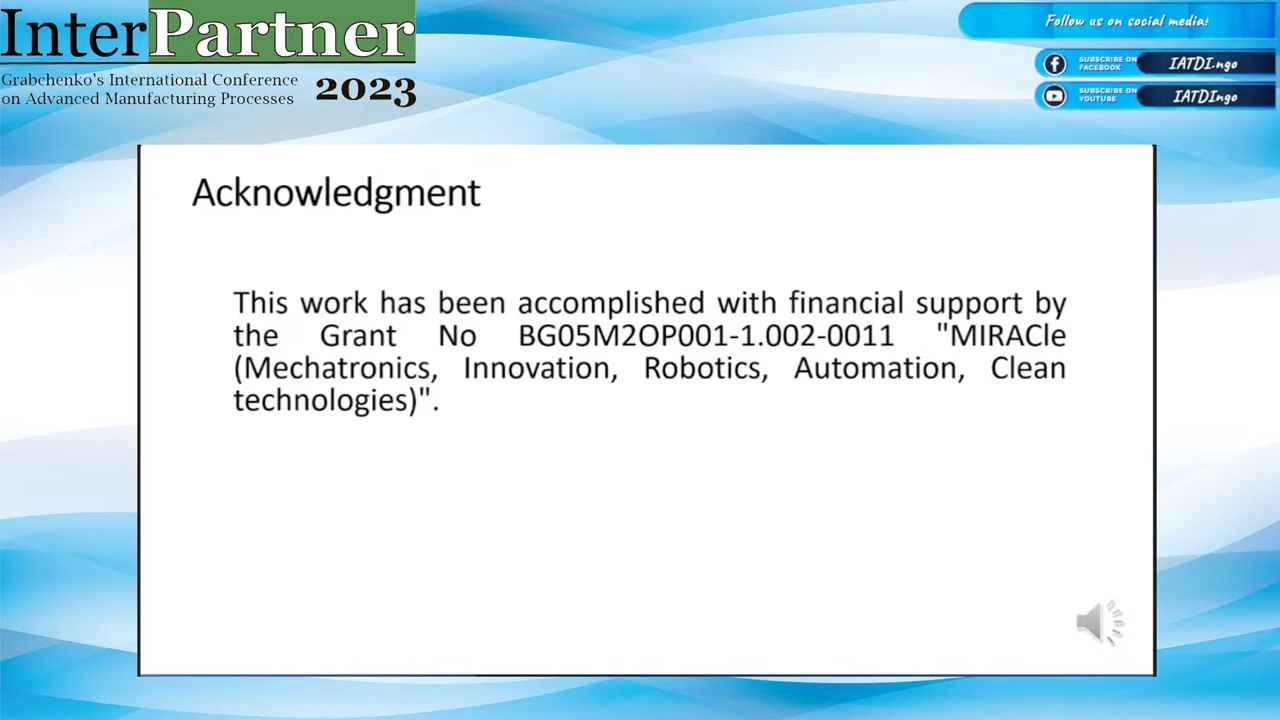 InterPartner
Grabchenko's International Conference
on Advanced Manufacturing Processes
2023
Follow us on social media!
SUBSCRIBE ON
FACEBOOK
IATDI.ngo
SUBSCRIBE ON
YOUTUBE
IATDIngo
Acknowledgment
This work has been accomplished with financial support by
the Grant No BG05M2OP001-1.002-0011 "MIRACle
(Mechatronics, Innovation, Robotics, Automation, Clean
technologies)".